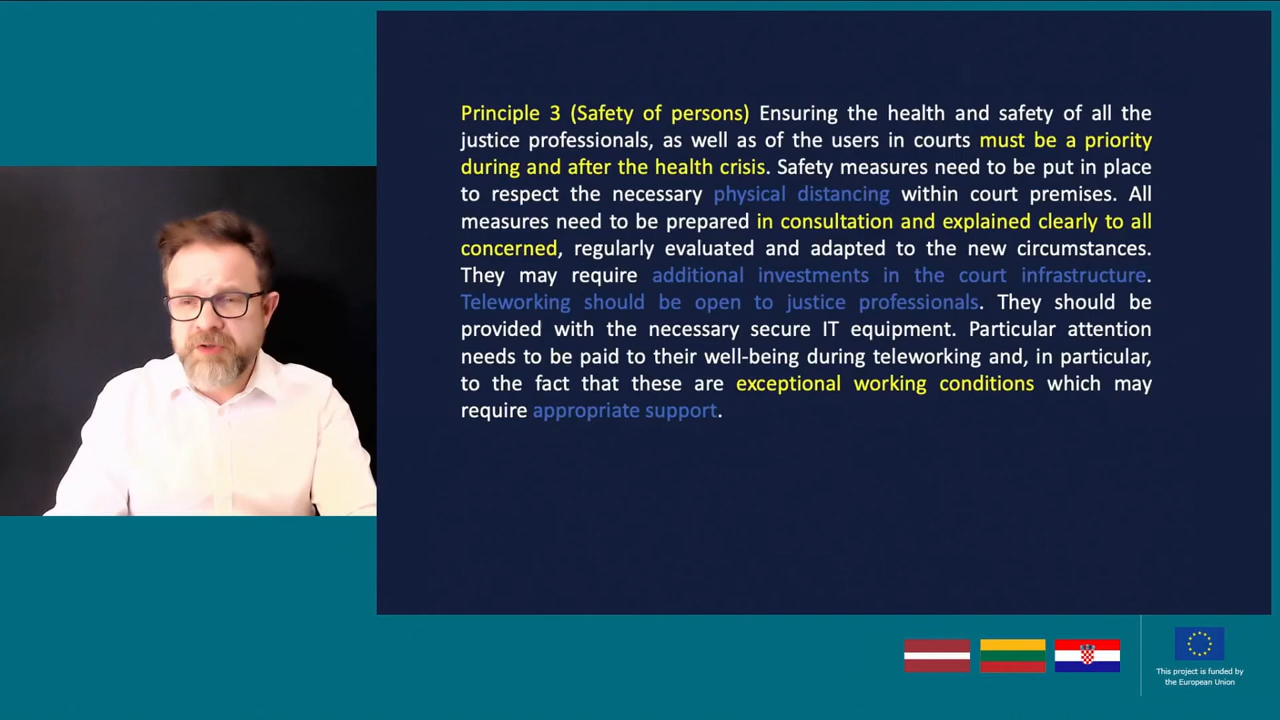 Principle 3 (Safety of persons) Ensuring the health and safety of all the
justice professionals, as well as of the users in courts must be a priority
during and after the health crisis. Safety measures need to be put in place
to respect the necessary physical distancing within court premises. All
measures need to be prepared in consultation and explained clearly to all
concerned, regularly evaluated and adapted to the new circumstances.
They may require additional investments in the court infrastructure.
Teleworking should be open to justice professionals. They should be
provided with the necessary secure IT equipment. Particular attention
needs to be paid to their well-being during teleworking and, in particular,
to the fact that these are exceptional working conditions which may
require appropriate support.
This project is funded by
the European Union